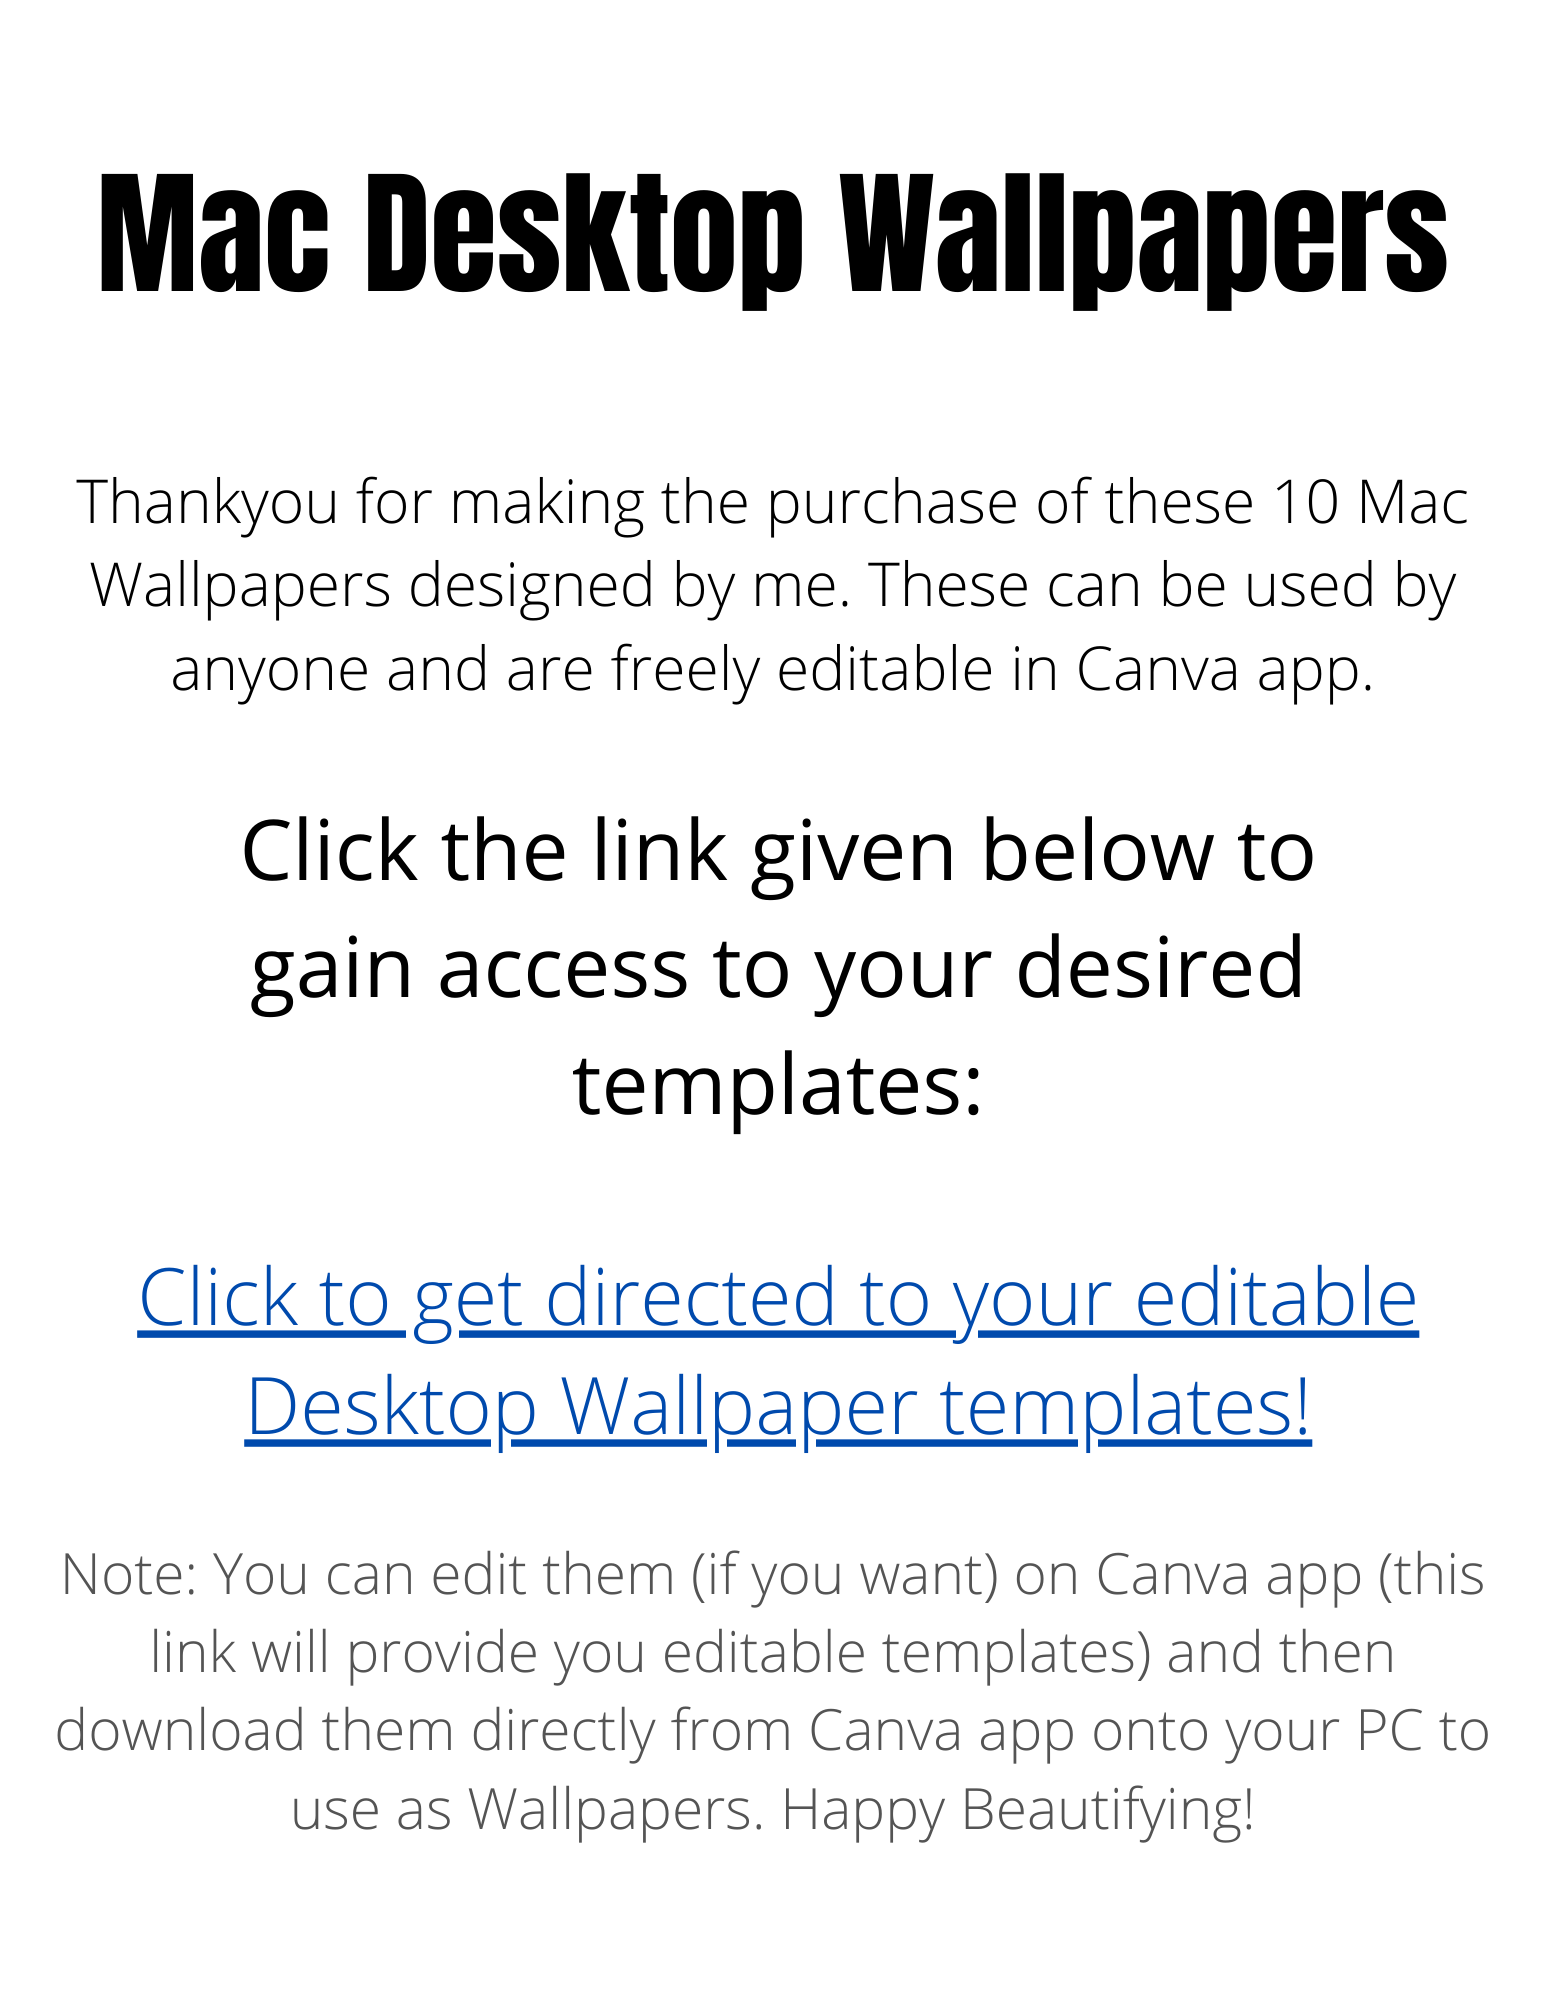 Mac Desktop Wallpapers
Thankyou for making the purchase of these 10 Mac
Wallpapers designed by me. These can be used by
anyone and are freely editable in Canva app.
Click the link given below to
gain access to your desired
templates:
Click to get directed to your editable
Desktop Wallpaper templates!
Note: You can edit them (if you want) on Canva app (this
link will provide you editable templates) and then
download them directly from Canva app onto your PC to
use as Wallpapers. Happy Beautifying!